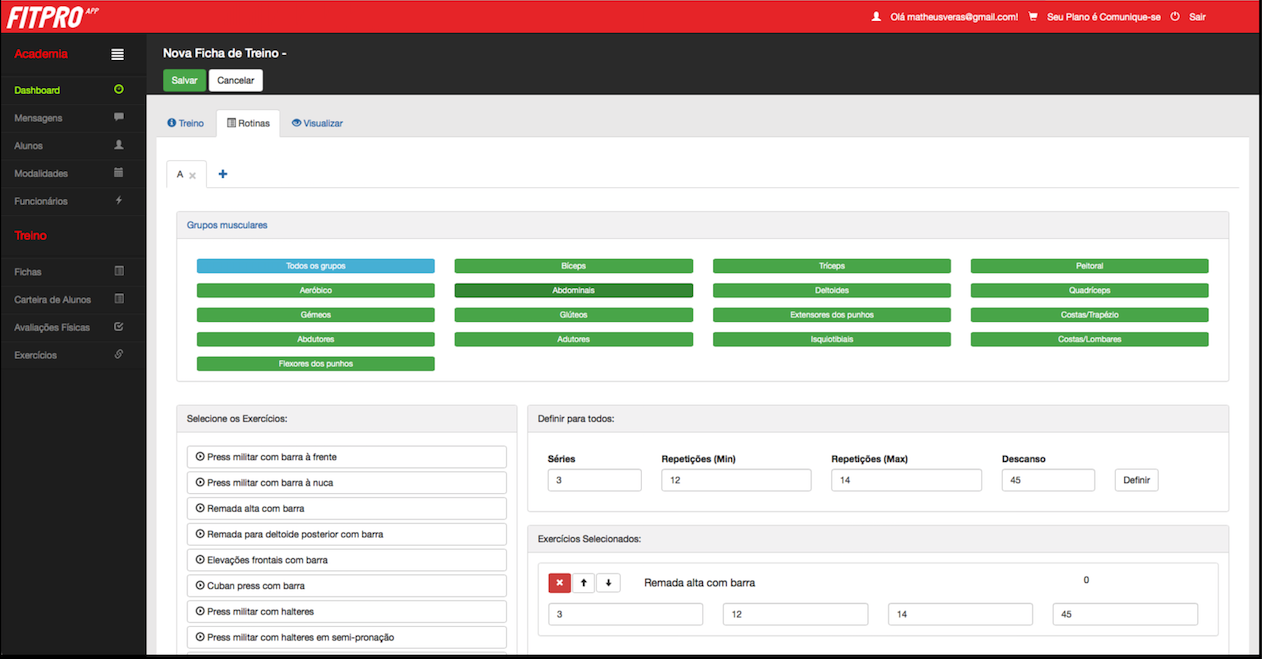 FITPRO APP
Olá matheusveras@gmail.com! Seu Plano é Comunique-se Sair
Academia
Dashboard
Mensagens
Alunos
Modalidades
Funcionários
Treino
Fichas
Carteira de Alunos
Avaliações Físicas
Exercícios
Nova Ficha de Treino -
Salvar Cancelar
Treino Rotinas Visualizar
A
Grupos musculares
Todos os grupos Bíceps Tríceps Peitoral
Aeróbico Abdominais Deltoides Quadríceps
Gémeos Glúteos Extensores dos punhos Costas/Trapézio
Abdutores Adutores Isquiotibiais Costas/Lombares
Flexores dos punhos
Selecione os Exercícios:
Press militar com barra à frente
Press militar com barra à nuca
Remada alta com barra
Remada para deltoide posterior com barra
Elevações frontais com barra
Cuban press com barra
Press militar com halteres
Press militar com halteres em semi-pronação
Definir para todos:
Séries Repetições (Min) Repetições (Max) Descanso
3 12 14 45 Definir
Exercícios Selecionados:
Remada alta com barra 0
3 12 14 45